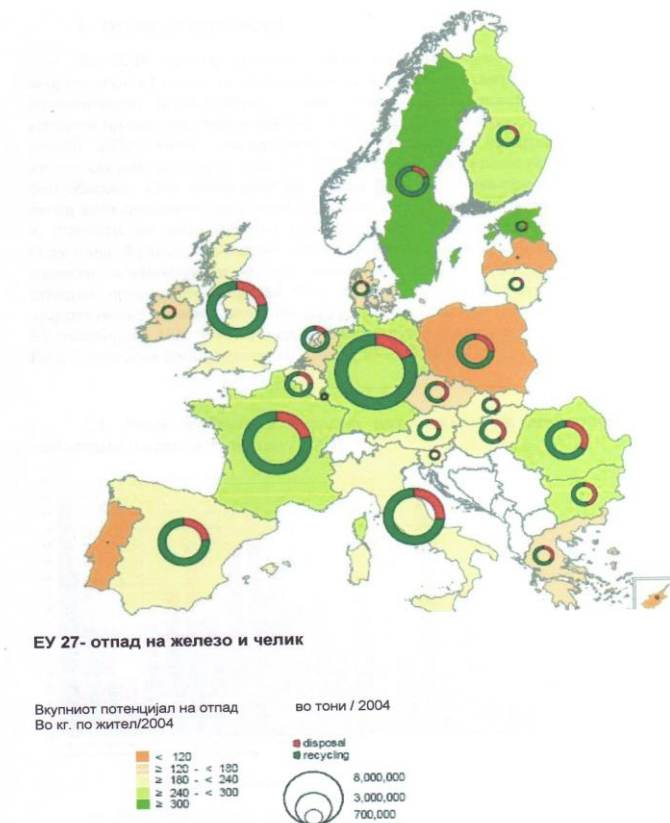 ЕУ 27- отпад на железо и челик
Вкупниот потенцијал на отпад
Во кг. по жител/2004
во тони / 2004
< 120
≥ 120 - < 180
≥ 180 - < 240
≥ 240 - < 300
≥ 300
disposal
recycling
8,000,000
3,000,000
700,000